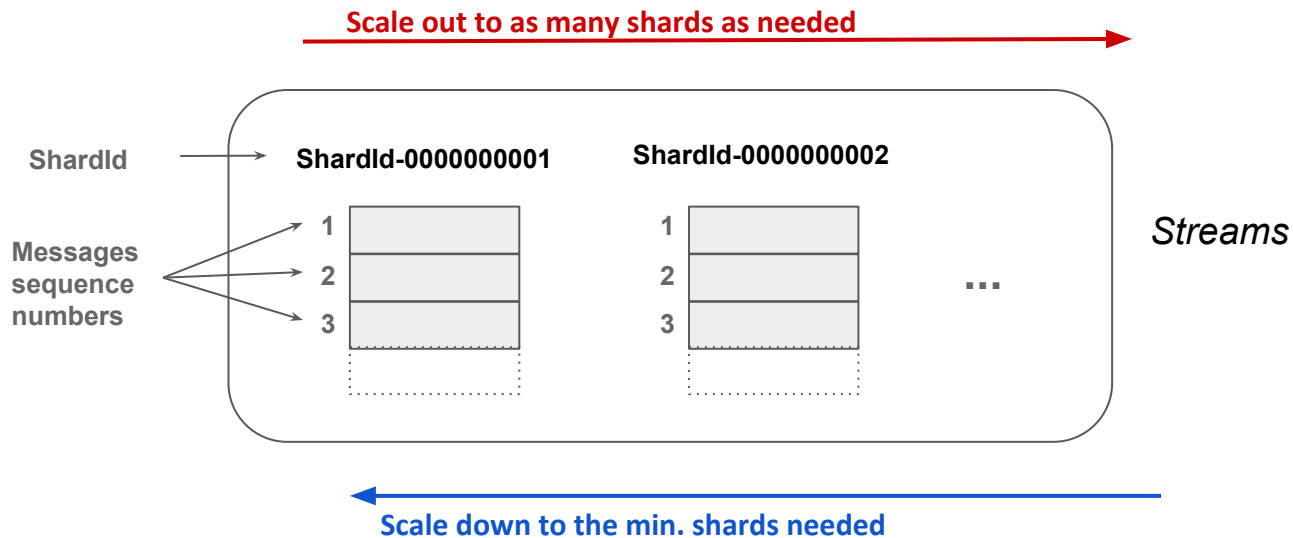 Scale out to as many shards as needed
ShardId
ShardId-0000000001
ShardId-0000000002
Messages
sequence
numbers
1
2
3
1
2
3
...
Streams
Scale down to the min. shards needed